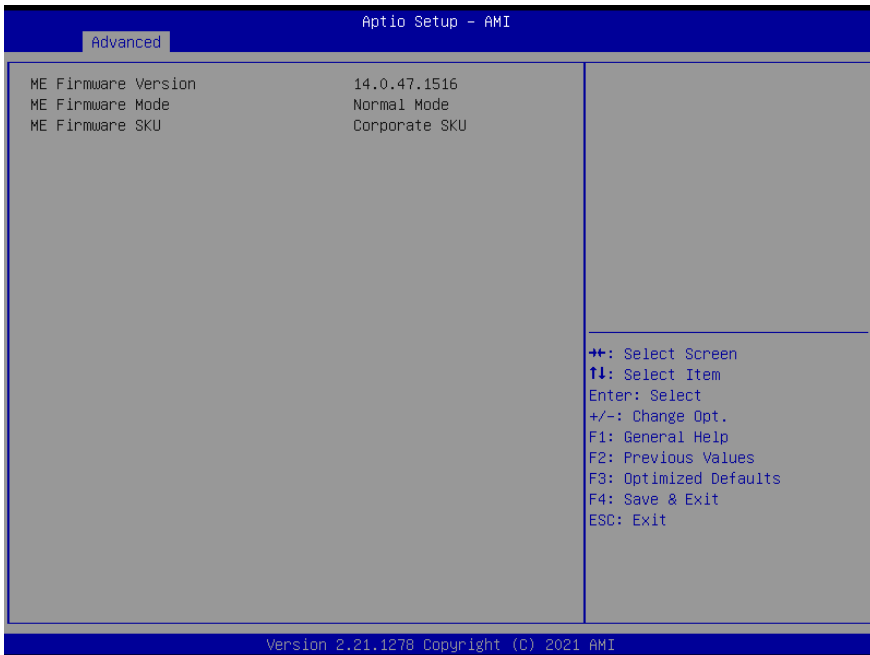 Aptio Setup – AMI
Advanced
ME Firmware Version 14.0.47.1516
ME Firmware Mode Normal Mode
ME Firmware SKU Corporate SKU
→←: Select Screen
↑↓: Select Item
Enter: Select
+/-: Change Opt.
F1: General Help
F2: Previous Values
F3: Optimized Defaults
F4: Save & Exit
ESC: Exit
Version 2.21.1278 Copyright (C) 2021 AMI